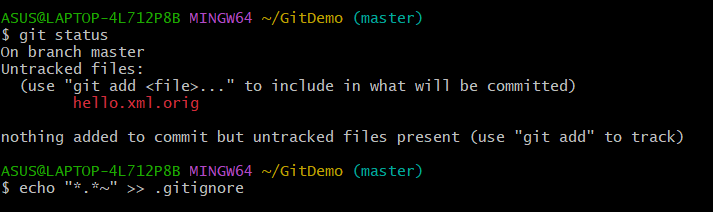 ASUS@LAPTOP-4L712P8B MINGW64 ~/GitDemo (master)
$ git status
On branch master
Untracked files:
  (use "git add <file>..." to include in what will be committed)
        hello.xml.orig

nothing added to commit but untracked files present (use "git add" to track)

ASUS@LAPTOP-4L712P8B MINGW64 ~/GitDemo (master)
$ echo "*.*~" >> .gitignore